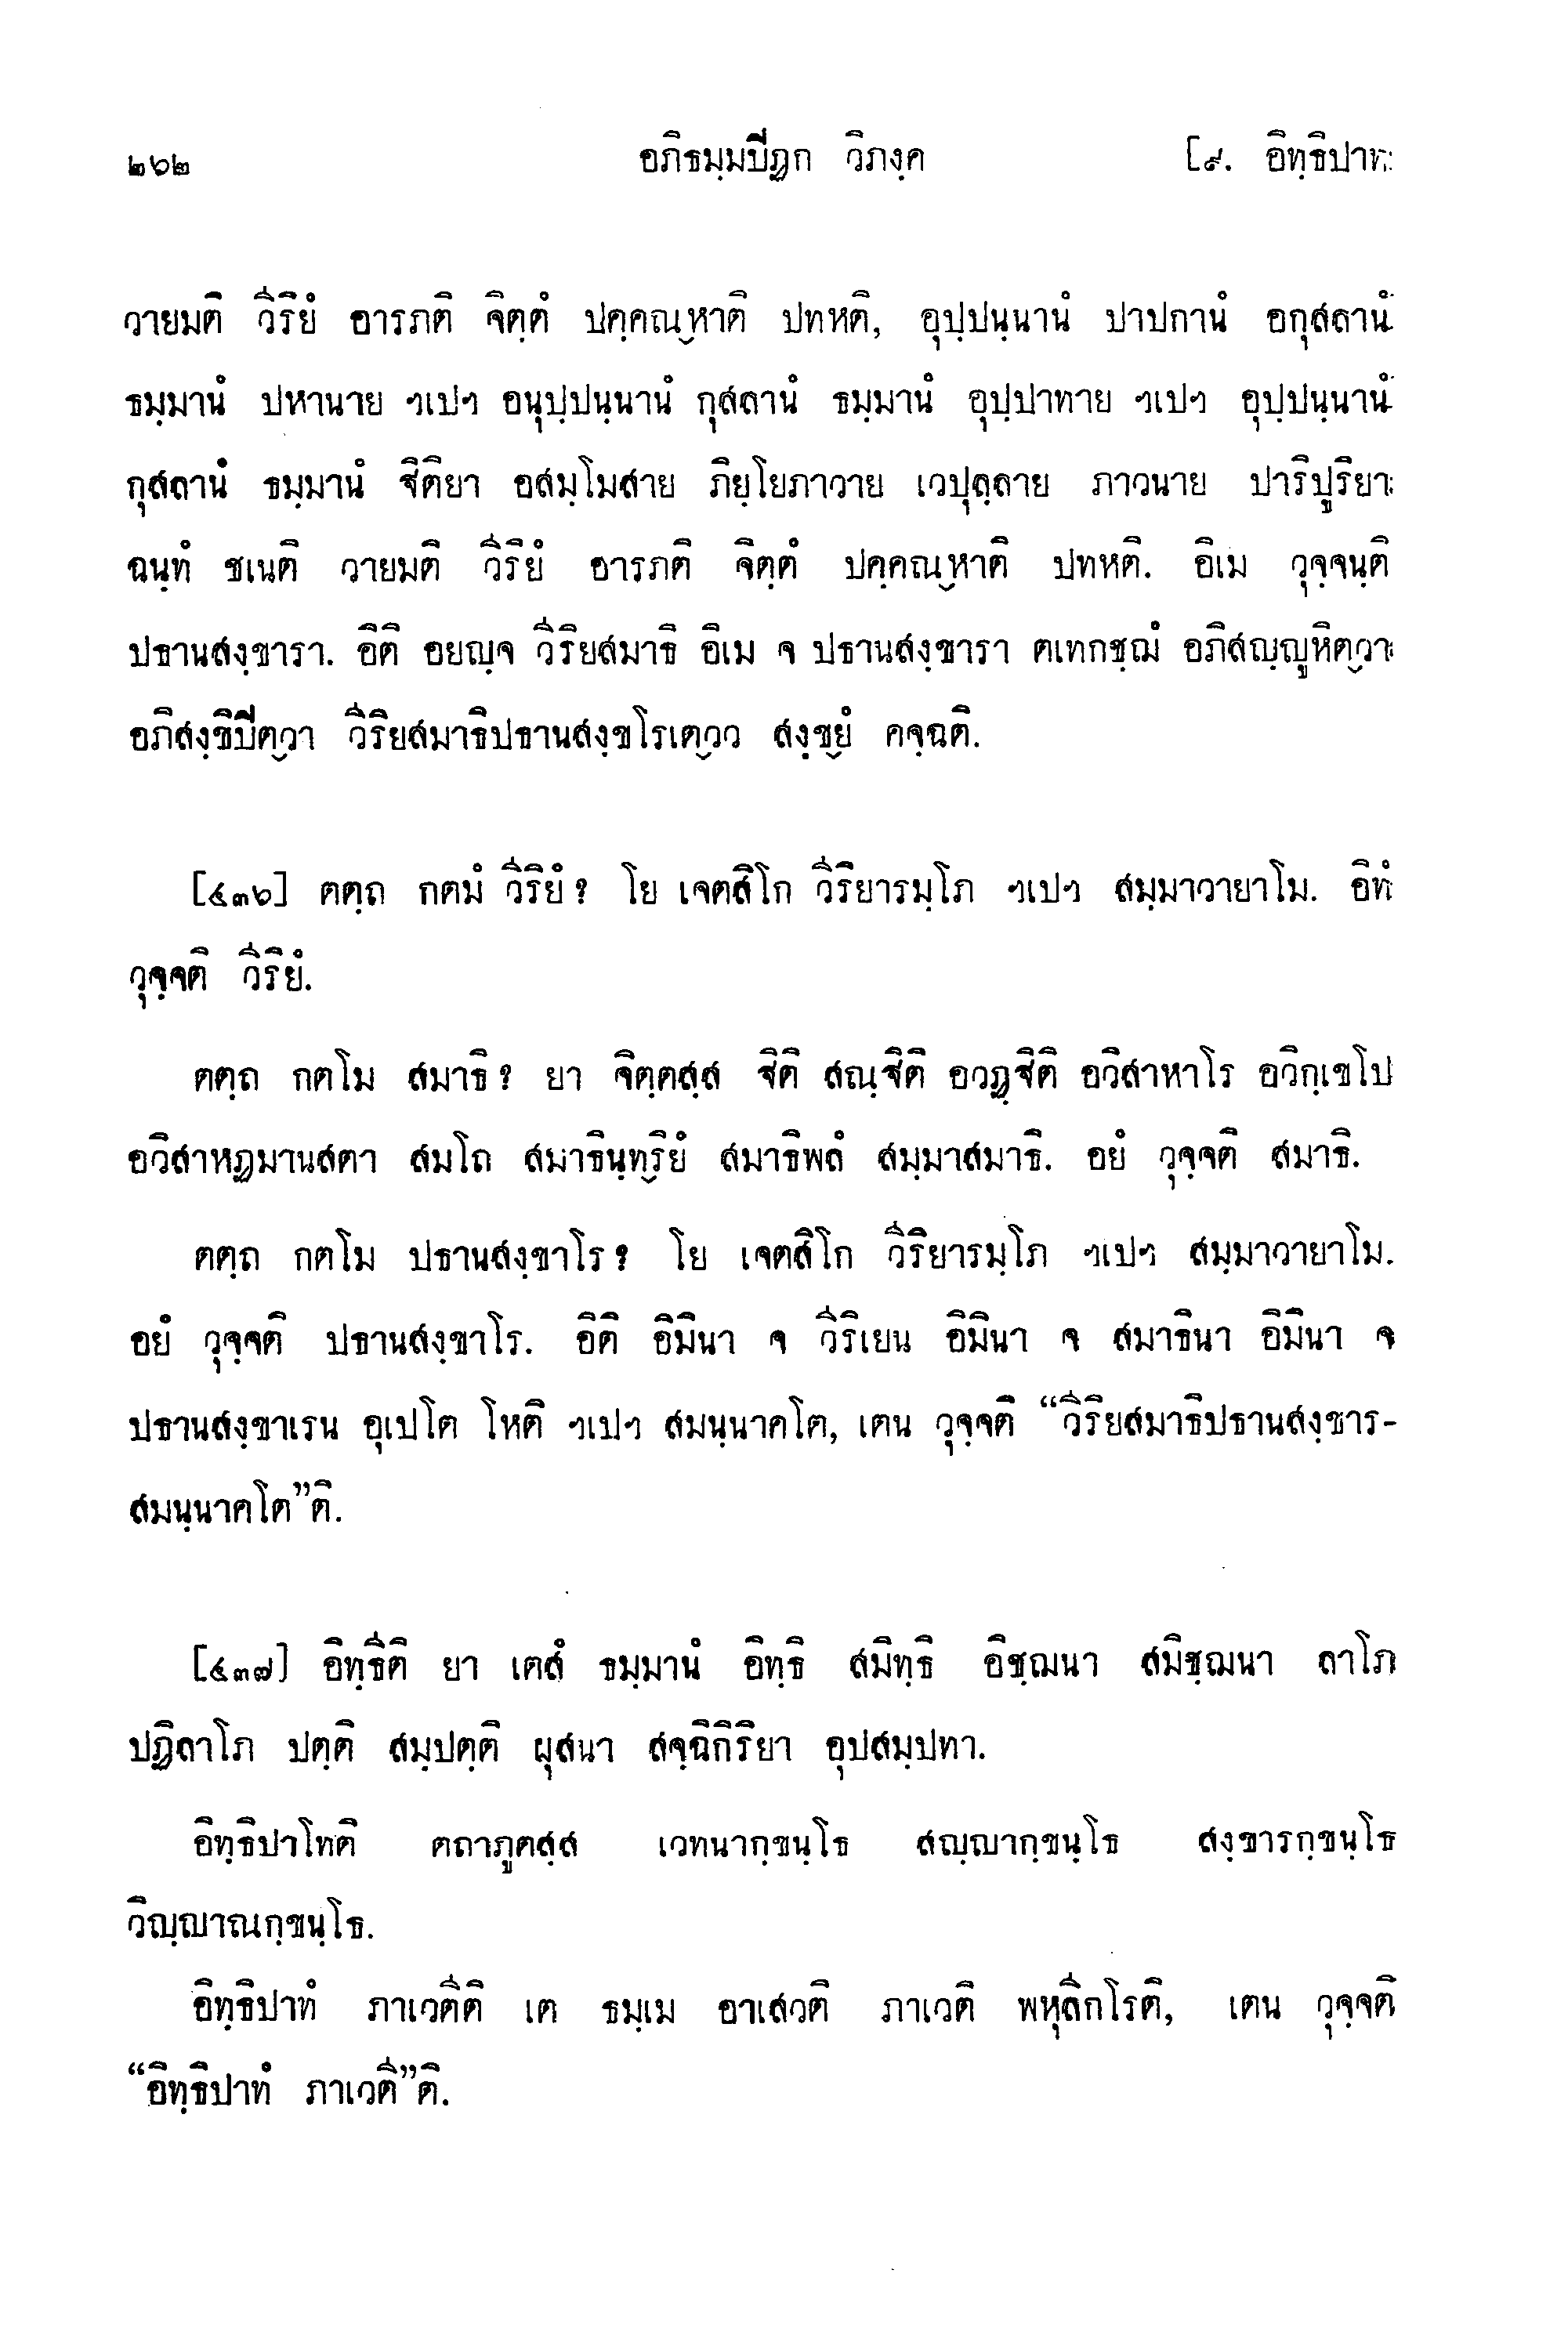 ๒๖๒ อภิธมฺมปิฏก วิภงฺค [๙. อิทฺธิปาท
วายมติ วีริยํ อารภติ จิตฺตํ ปคฺคณฺหาติ ปทหติ, อุปฺปนฺนานํ ปาปกานํ อกุสลานํ
ธมฺมานํ ปหานาย ฯเปฯ อนุปฺปนฺนานํ กุสลานํ ธมฺมานํ อุปฺปาทาย ฯเปฯ อุปฺปนฺนานํ
กุสลานํ ธมฺมานํ ฐิติยา อสมฺโมสาย ภิยฺโยภาวาย เวปุลฺลาย ภาวนาย ปาริปูริยา
ฉนฺทํ ชเนติ วายมติ วีริยํ อารภติ จิตฺตํ ปคฺคณฺหาติ ปทหติ. อิเม วุจฺจนฺติ
ปธานสงฺขารา. อิติ อยญฺจ วีริยสมาธิ อิเม จ ปธานสงฺขารา ตเทกชฺฌํ อภิสญฺญูหิตฺวา
อภิสงฺขิปิตฺวา วีริยสมาธิปธานสงฺขโรเตฺวว สงฺขฺยํ คจฺฉติ.
[๔๓๖] ตตฺถ กตมํ วีริยํ? โย เจตสิโก วีริยารมฺโภ ฯเปฯ สมฺมาวายาโม. อิทํ
วุจฺจติ วีริยํ.
ตตฺถ กตโม สมาธิ? ยา จิตฺตสฺส ฐิติ สณฺฐิติ อวฏฺฐิติ อวิสาหาโร อวิกฺเขโป
อวิสาหฏมานสตา สมโถ สมาธินฺทฺริยํ สมาธิพลํ สมฺมาสมาธิ. อยํ วุจฺจติ สมาธิ.
ตตฺถ กตโม ปธานสงฺขาโร? โย เจตสิโก วีริยารมฺโภ ฯเปฯ สมฺมาวายาโม.
อยํ วุจฺจติ ปธานสงฺขาโร. อิติ อิมินา จ วีริเยน อิมินา จ สมาธินา อิมินา จ
ปธานสงฺขาเรน อุเปโต โหติ ฯเปฯ สมนฺนาคโต, เตน วุจฺจติ “วีริยสมาธิปธานสงฺขาร-
สมนฺนาคโต”ติ.
[๔๓๗] อิทฺธีติ ยา เตสํ ธมฺมานํ อิทฺธิ สมิทฺธิ อิชฺฌนา สมิชฺฌนา ลาโภ
ปฏิลาโภ ปตฺติ สมฺปตฺติ ผุสนา สจฺฉิกิริยา อุปสมฺปทา.
อิทฺธิปาโทติ ตถาภูตสฺส เวทนากฺขนฺโธ สญฺญากฺขนฺโธ สงฺขารกฺขนฺโธ
วิญฺญาณกฺขนฺโธ.
อิทฺธิปาทํ ภาเวตีติ เต ธมฺเม อาเสวติ ภาเวติ พหุลีกโรติ, เตน วุจฺจติ
“อิทฺธิปาทํ ภาเวตี”ติ.